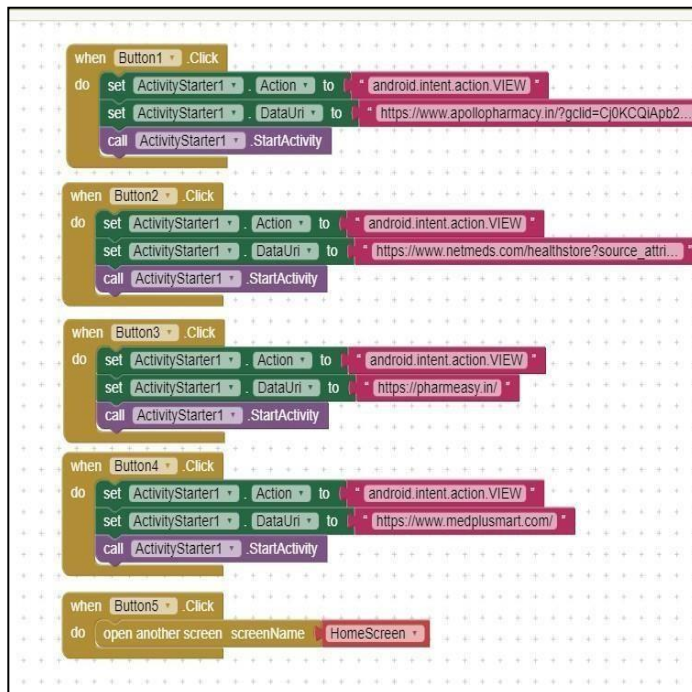 when Button1 .Click
do set ActivityStarter1 . Action to " android.intent.action.VIEW "
set ActivityStarter1 . DataUri to " https://www.apollopharmacy.in/?gclid=Cj0KCQiApb2...
call ActivityStarter1 .StartActivity
when Button2 .Click
do set ActivityStarter1 . Action to " android.intent.action.VIEW "
set ActivityStarter1 . DataUri to " https://www.netmeds.com/healthstore?source_attri... "
call ActivityStarter1 .StartActivity
when Button3 .Click
do set ActivityStarter1 . Action to " android.intent.action.VIEW "
set ActivityStarter1 . DataUri to " https://pharmeasy.in/ "
call ActivityStarter1 .StartActivity
when Button4 .Click
do set ActivityStarter1 . Action to " android.intent.action.VIEW "
set ActivityStarter1 . DataUri to " https://www.medplusmart.com/ "
call ActivityStarter1 .StartActivity
when Button5 .Click
do open another screen screenName HomeScreen